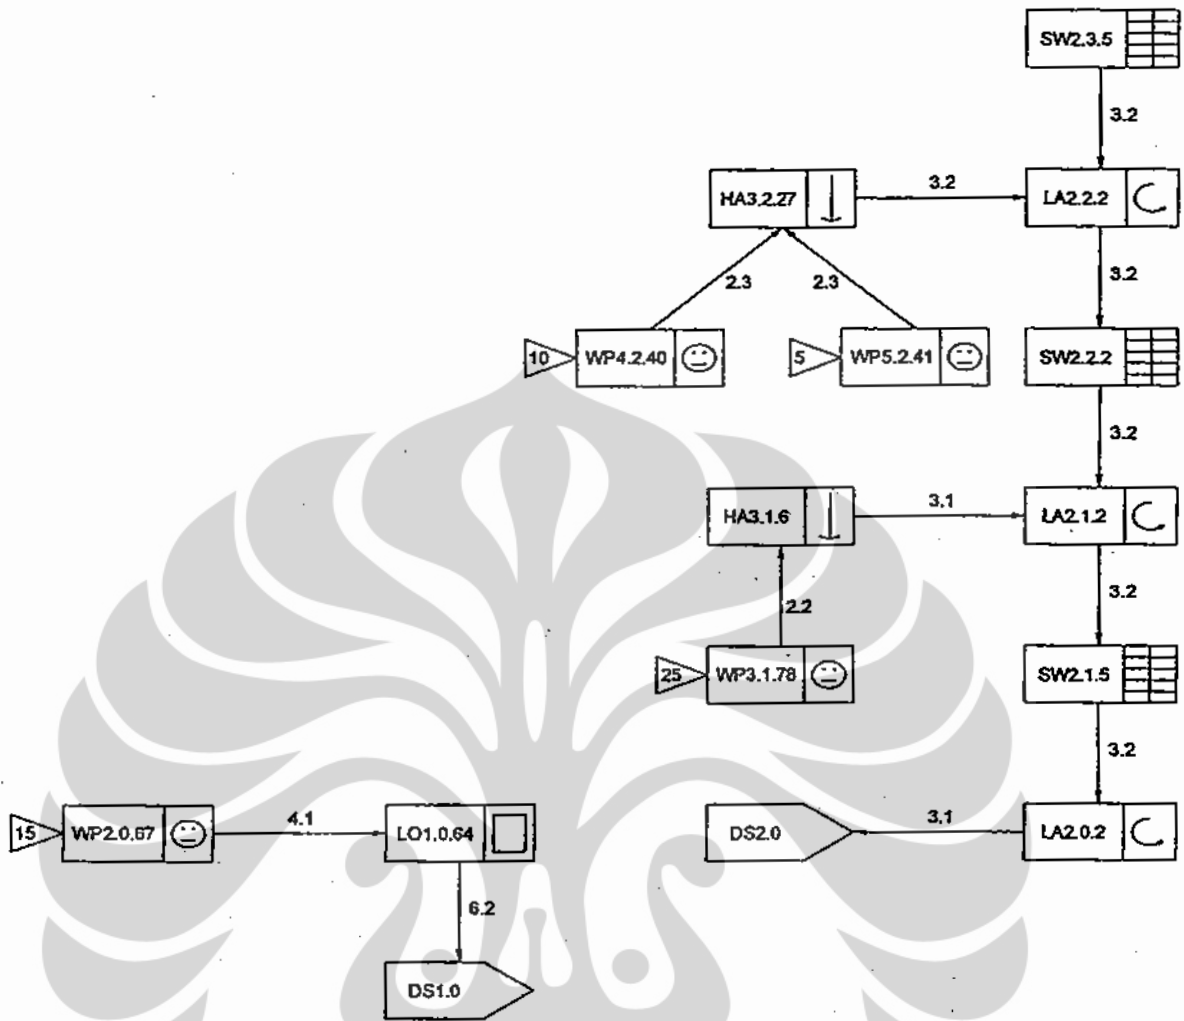 SW2.3.5
3.2
HA3.2.27
3.2
LA2.2.2
2.3
2.3
3.2
10
WP4.2.40
5
WP5.2.41
SW2.2.2
3.2
HA3.1.6
3.1
LA2.1.2
2.2
3.2
25
WP3.1.78
SW2.1.5
3.2
15
WP2.0.67
4.1
LO1.0.64
DS2.0
3.1
LA2.0.2
6.2
DS1.0